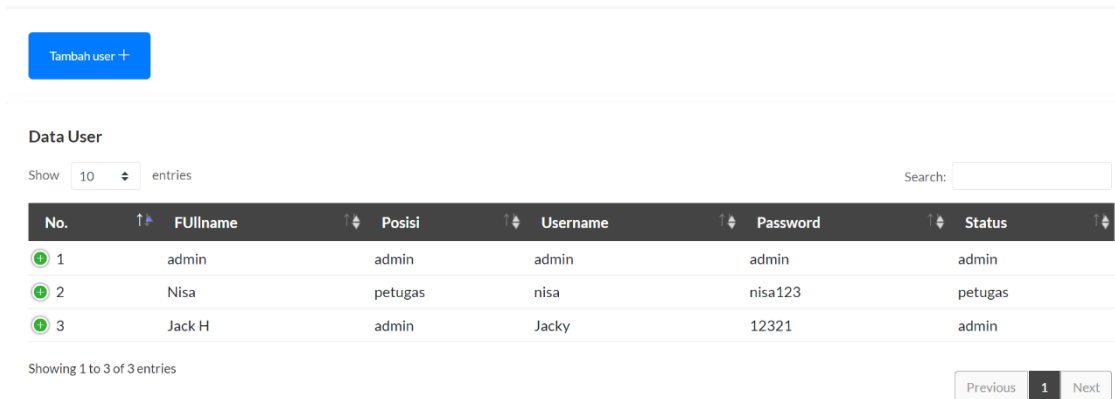 Tambah user +
Data User
Show 10 entries Search:
No. FUllname Posisi Username Password Status
1 admin admin admin admin admin
2 Nisa petugas nisa nisa123 petugas
3 Jack H admin Jacky 12321 admin
Showing 1 to 3 of 3 entries
Previous 1 Next